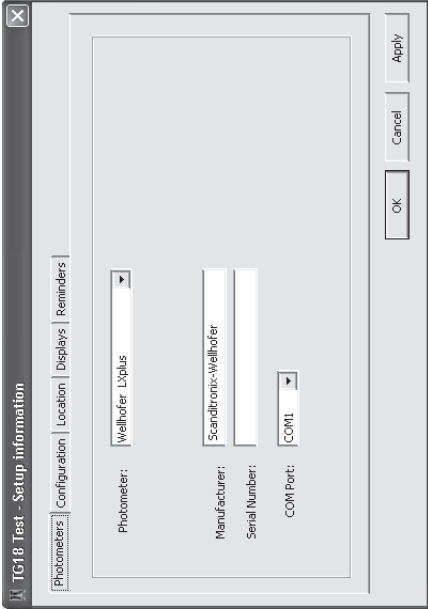 TG18 Test - Setup information
Photometers Configuration Location Displays Reminders
Photometer: Wellhofer LXplus
Manufacturer: Scanditronix-Wellhofer
Serial Number:
COM Port: COM1
OK Cancel Apply